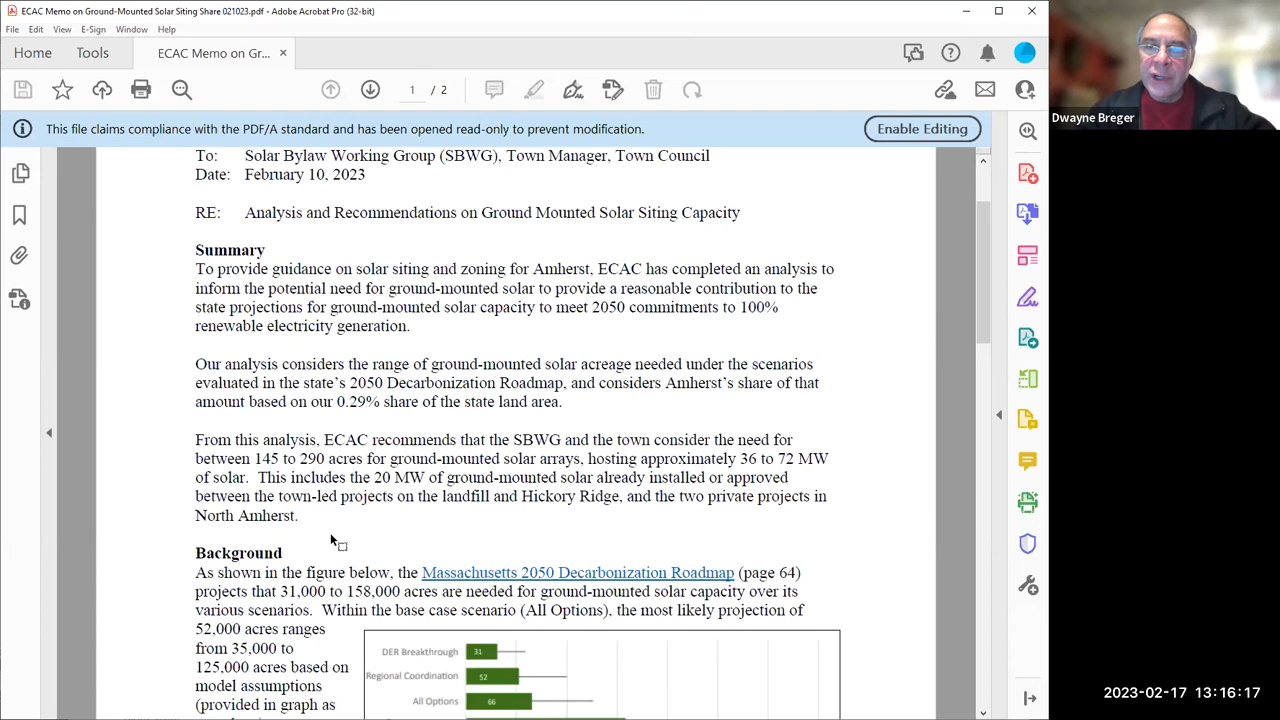 ECAC Memo on Ground-Mounted Solar Siting Share 021023.pdf - Adobe Acrobat Pro (32-bit)
File Edit View E-Sign Window Help
Home Tools ECAC Memo on Gr... ×
1 / 2
This file claims compliance with the PDF/A standard and has been opened read-only to prevent modification.
Enable Editing
Dwayne Breger
To: Solar Bylaw Working Group (SBWG), Town Manager, Town Council
Date: February 10, 2023
RE: Analysis and Recommendations on Ground Mounted Solar Siting Capacity
Summary
To provide guidance on solar siting and zoning for Amherst, ECAC has completed an analysis to
inform the potential need for ground-mounted solar to provide a reasonable contribution to the
state projections for ground-mounted solar capacity to meet 2050 commitments to 100%
renewable electricity generation.
Our analysis considers the range of ground-mounted solar acreage needed under the scenarios
evaluated in the state's 2050 Decarbonization Roadmap, and considers Amherst's share of that
amount based on our 0.29% share of the state land area.
From this analysis, ECAC recommends that the SBWG and the town consider the need for
between 145 to 290 acres for ground-mounted solar arrays, hosting approximately 36 to 72 MW
of solar. This includes the 20 MW of ground-mounted solar already installed or approved
between the town-led projects on the landfill and Hickory Ridge, and the two private projects in
North Amherst.
Background
As shown in the figure below, the Massachusetts 2050 Decarbonization Roadmap (page 64)
projects that 31,000 to 158,000 acres are needed for ground-mounted solar capacity over its
various scenarios. Within the base case scenario (All Options), the most likely projection of
52,000 acres ranges
from 35,000 to
125,000 acres based on
model assumptions
(provided in graph as
DER Breakthrough 31
Regional Coordination 52
All Options 66
2023-02-17 13:16:17